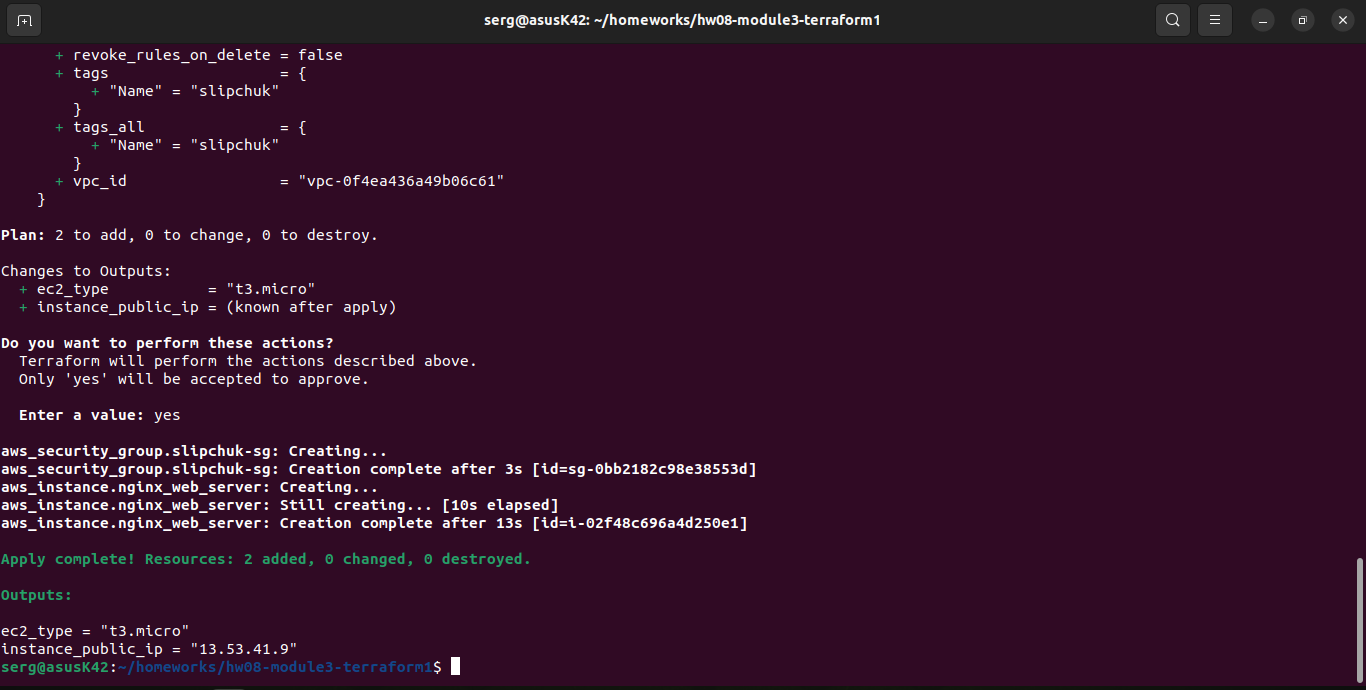 serg@asusK42: ~/homeworks/hw08-module3-terraform1
      + revoke_rules_on_delete = false
      + tags                   = {
          + "Name" = "slipchuk"
        }
      + tags_all               = {
          + "Name" = "slipchuk"
        }
      + vpc_id                 = "vpc-0f4ea436a49b06c61"
    }
Plan: 2 to add, 0 to change, 0 to destroy.
Changes to Outputs:
  + ec2_type           = "t3.micro"
  + instance_public_ip = (known after apply)
Do you want to perform these actions?
  Terraform will perform the actions described above.
  Only 'yes' will be accepted to approve.
  Enter a value: yes
aws_security_group.slipchuk-sg: Creating...
aws_security_group.slipchuk-sg: Creation complete after 3s [id=sg-0bb2182c98e38553d]
aws_instance.nginx_web_server: Creating...
aws_instance.nginx_web_server: Still creating... [10s elapsed]
aws_instance.nginx_web_server: Creation complete after 13s [id=i-02f48c696a4d250e1]
Apply complete! Resources: 2 added, 0 changed, 0 destroyed.
Outputs:
ec2_type = "t3.micro"
instance_public_ip = "13.53.41.9"
serg@asusK42:~/homeworks/hw08-module3-terraform1$